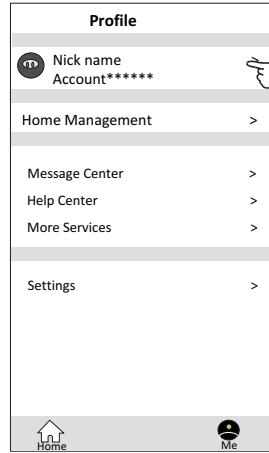 Profile
Nick name
Account******
Home Management >
Message Center >
Help Center >
More Services >
Settings >
Home Me